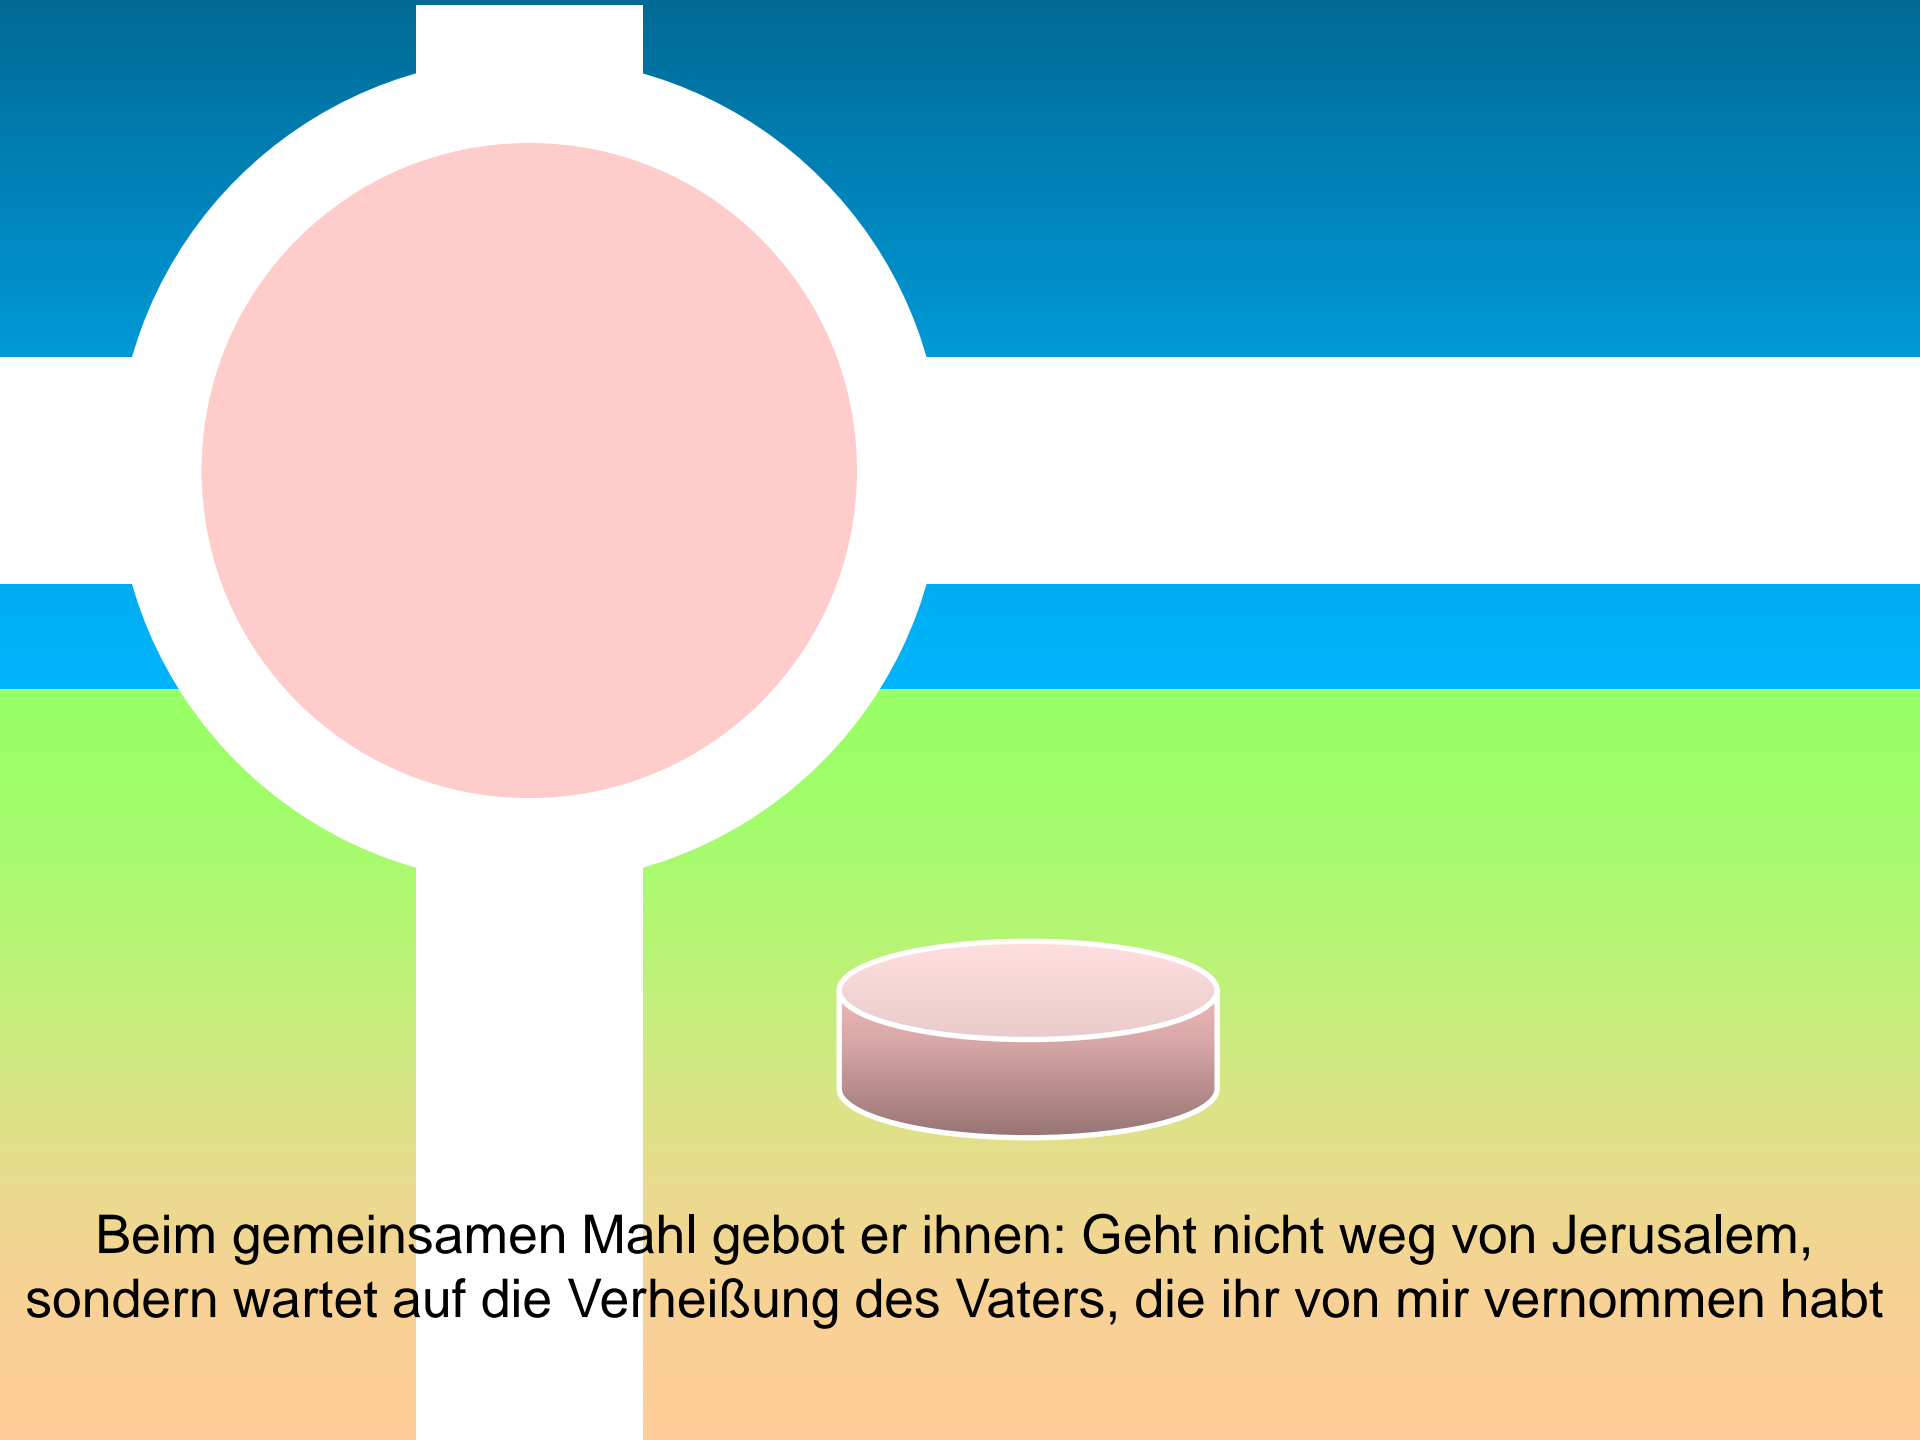 Beim gemeinsamen Mahl gebot er ihnen: Geht nicht weg von Jerusalem,
sondern wartet auf die Verheißung des Vaters, die ihr von mir vernommen habt